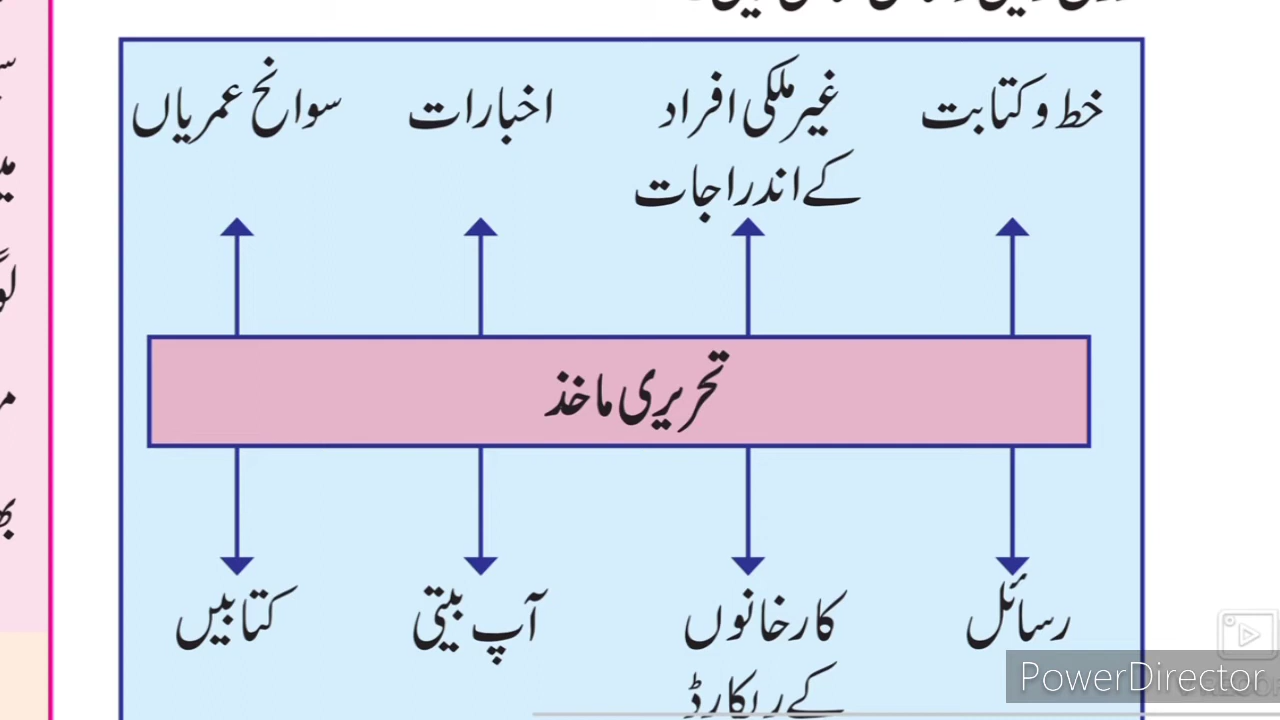 خط و کتابت
غیر ملکی افراد
کے اندراجات
اخبارات
سوانح عمریاں
تحریری ماخذ
رسائل
کارخانوں
کے ریکارڈ
آپ بیتی
کتابیں
PowerDirector